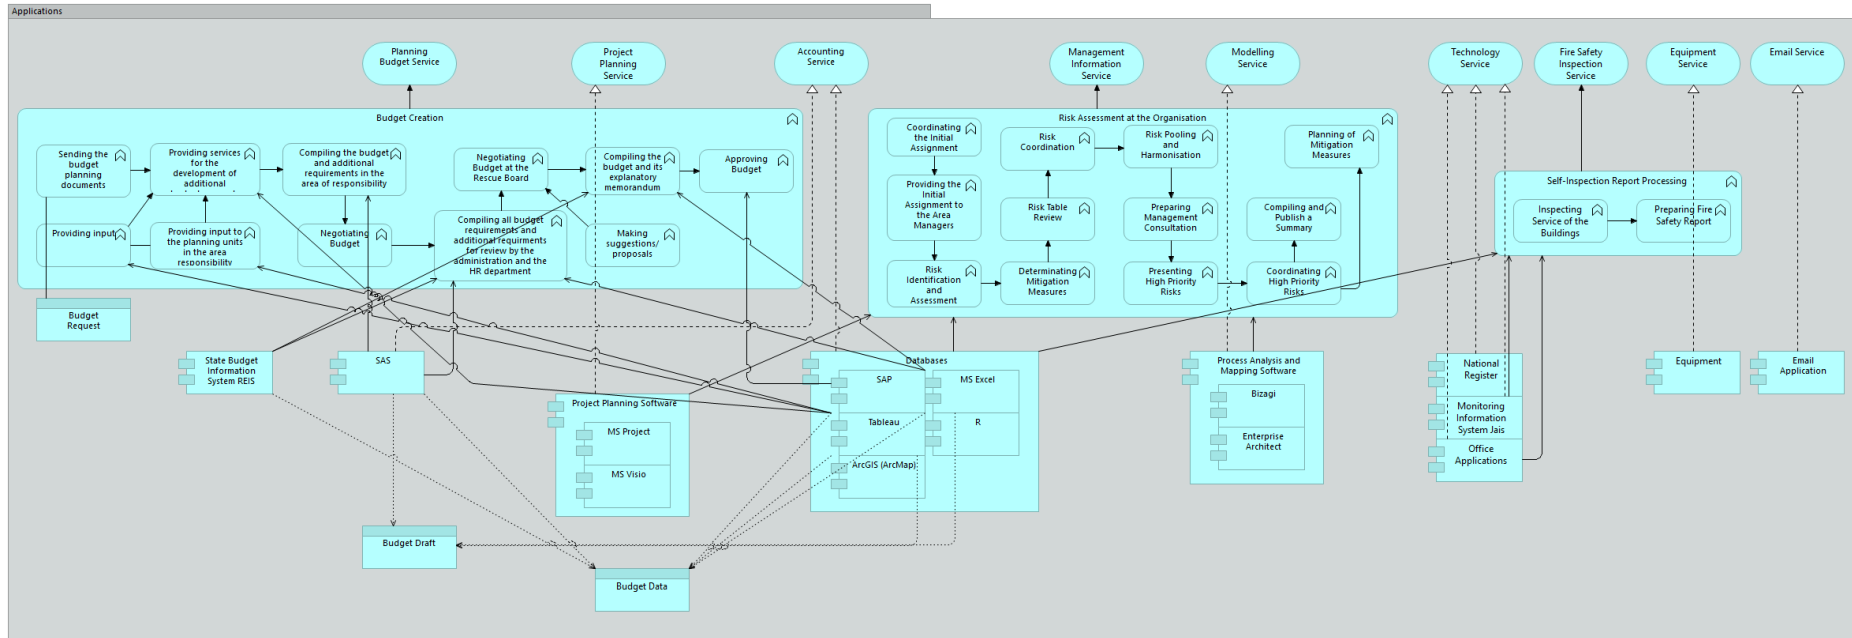 Applications
Planning
Budget Service
Project
Planning
Service
Accounting
Service
Management
Information
Service
Modelling
Service
Technology
Service
Fire Safety
Inspection
Service
Equipment
Service
Email Service
Budget Creation
Sending the
budget
planning
documents
Providing services
for the
development of
additional
Compiling the budget
and additional
requirements in the
area of responsibility
Negotiating
Budget at the
Rescue Board
Compiling the
budget and its
explanatory
memorandum
Approving
Budget
Providing input
Providing input to
the planning units
in the area
responsibility
Negotiating
Budget
Compiling all budget
requirements and
additional requirments
for review by the
administration and the
HR department
Making
suggestions/
proposals
Risk Assessment at the Organisation
Coordinating
the Initial
Assignment
Risk
Coordination
Risk Pooling
and
Harmonisation
Planning of
Mitigation
Measures
Providing the
Initial
Assignment to
the Area
Managers
Risk Table
Review
Preparing
Management
Consultation
Compiling and
Publish a
Summary
Risk
Identification
and
Assessment
Determinating
Mitigation
Measures
Presenting
High Priority
Risks
Coordinating
High Priority
Risks
Self-Inspection Report Processing
Inspecting
Service of the
Buildings
Preparing Fire
Safety Report
Budget
Request
State Budget
Information
System REIS
SAS
Project Planning Software
MS Project
MS Visio
Databases
SAP
MS Excel
Tableau
R
ArcGIS (ArcMap)
Process Analysis and
Mapping Software
Bizagi
Enterprise
Architect
National
Register
Monitoring
Information
System Jais
Office
Applications
Equipment
Email
Application
Budget Draft
Budget Data